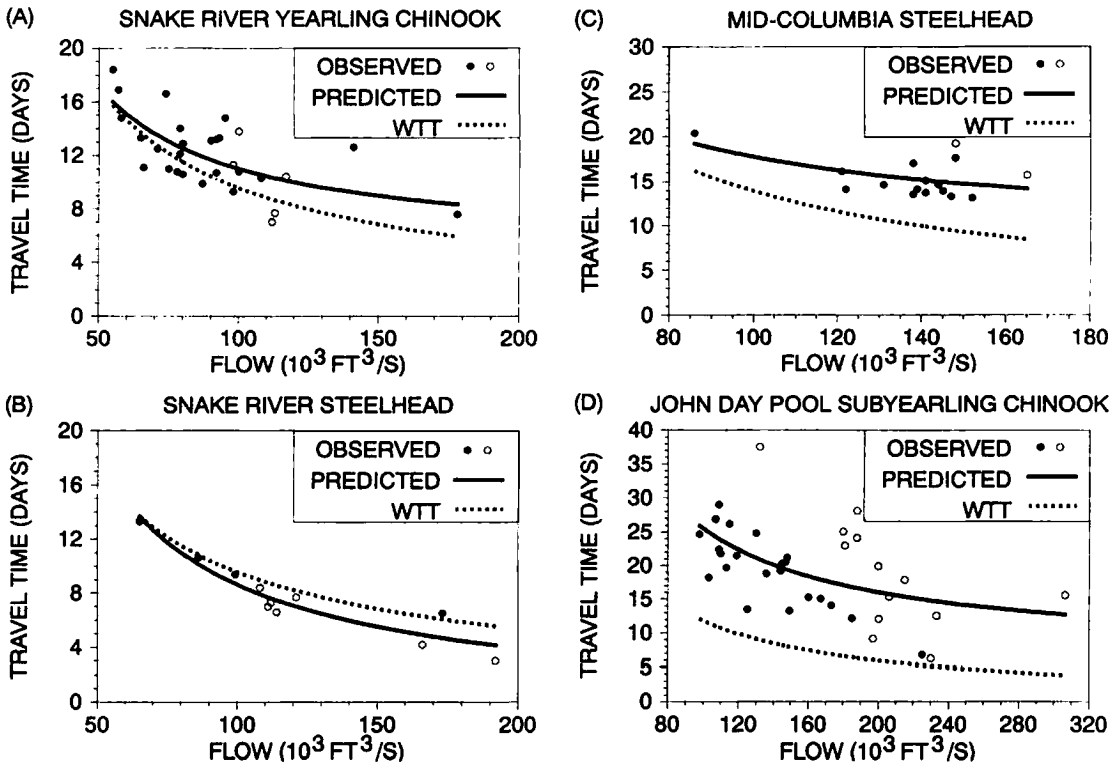 (A) SNAKE RIVER YEARLING CHINOOK
TRAVEL TIME (DAYS)
20
16
12
8
4
0
OBSERVED
PREDICTED
WTT
50 100 150 200
FLOW (10³ FT³/S)
(C) MID-COLUMBIA STEELHEAD
TRAVEL TIME (DAYS)
30
25
20
15
10
5
0
OBSERVED
PREDICTED
WTT
80 100 120 140 160 180
FLOW (10³ FT³/S)
(B) SNAKE RIVER STEELHEAD
TRAVEL TIME (DAYS)
20
16
12
8
4
0
OBSERVED
PREDICTED
WTT
50 100 150 200
FLOW (10³ FT³/S)
(D) JOHN DAY POOL SUBYEARLING CHINOOK
TRAVEL TIME (DAYS)
40
35
30
25
20
15
10
5
0
OBSERVED
PREDICTED
WTT
80 120 160 200 240 280 320
FLOW (10³ FT³/S)